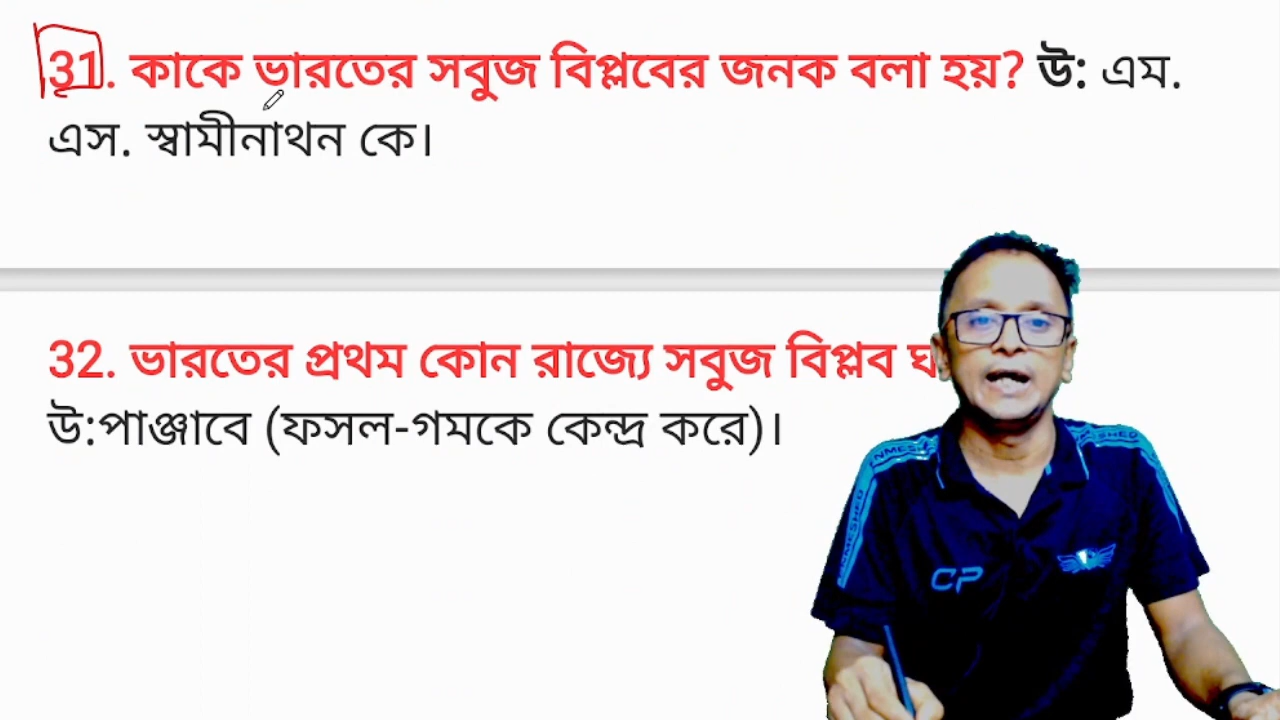 31. কাকে ভারতের সবুজ বিপ্লবের জনক বলা হয়? উ: এম.
এস. স্বামীনাথন কে।
32. ভারতের প্রথম কোন রাজ্যে সবুজ বিপ্লব
উ:পাঞ্জাবে (ফসল-গমকে কেন্দ্র করে)।
ENMESHED
CP